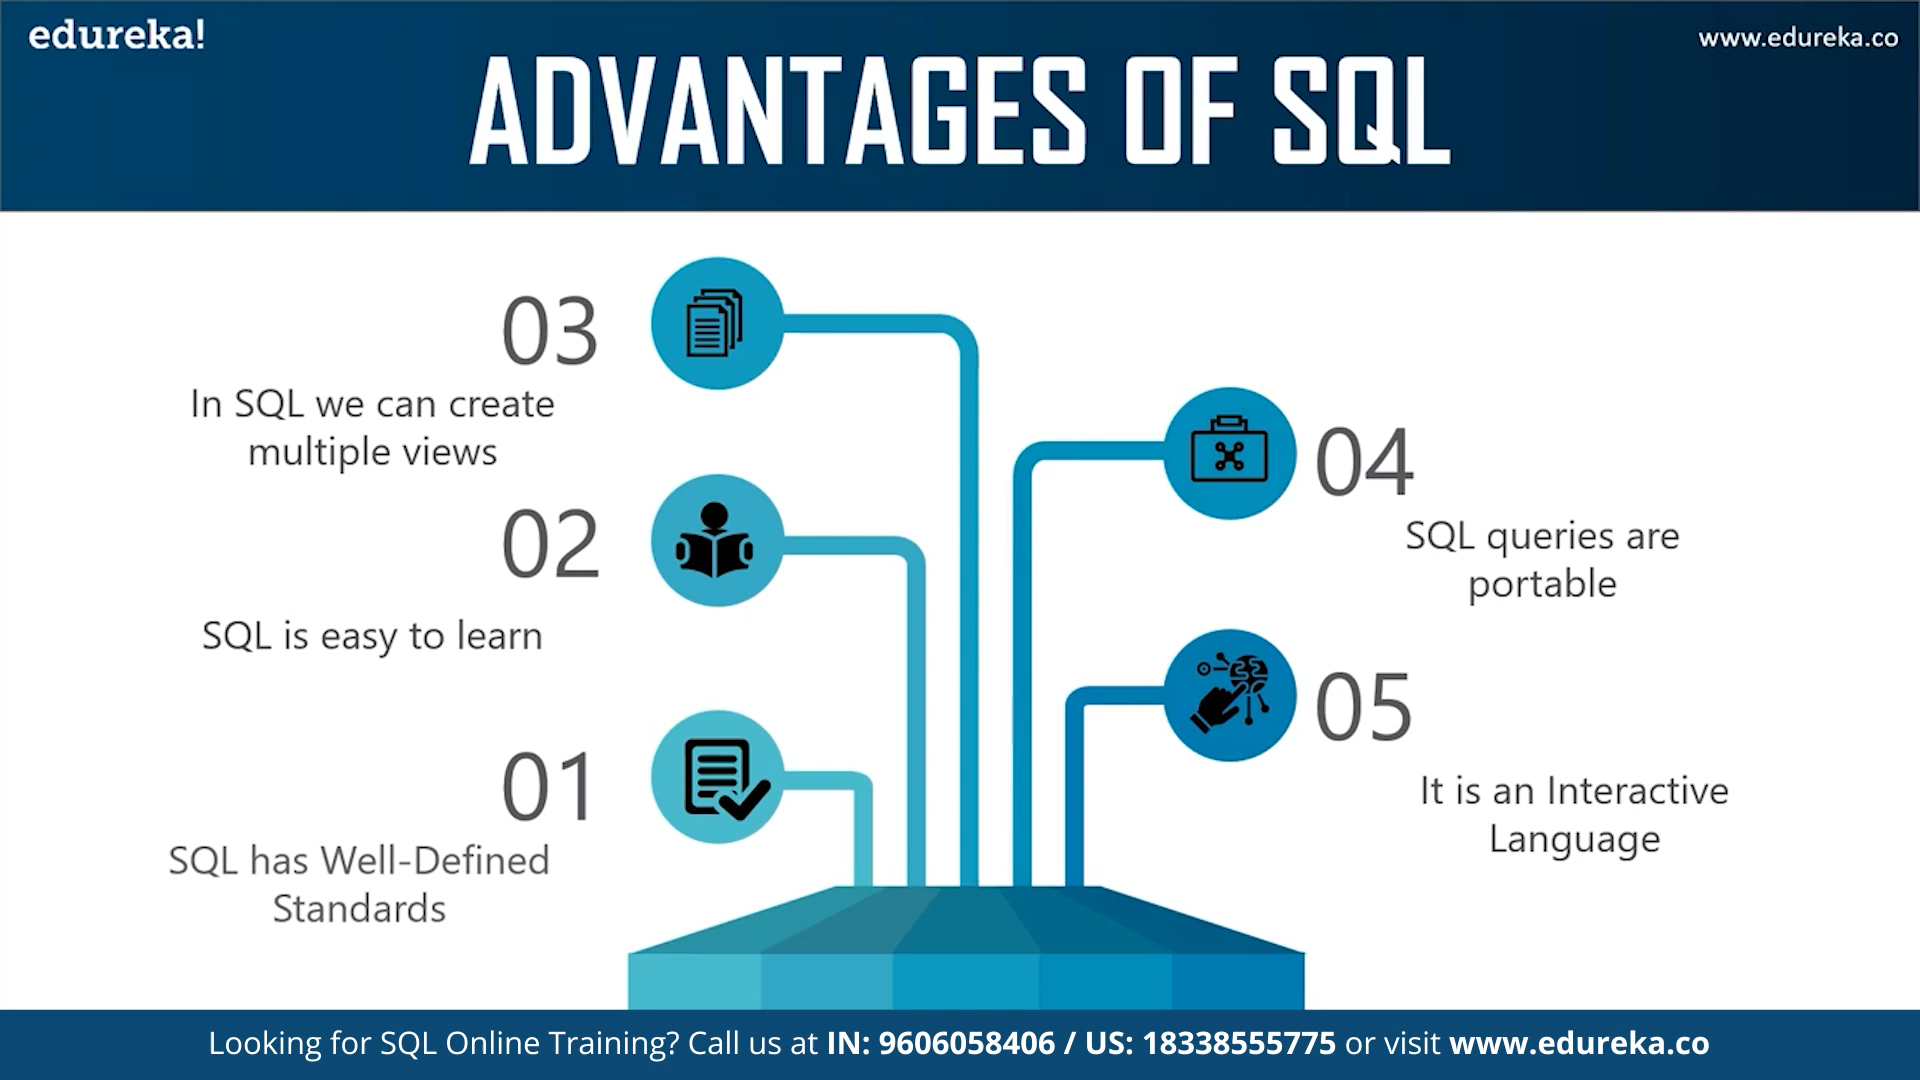 edureka!
www.edureka.co
ADVANTAGES OF SQL
03
In SQL we can create
multiple views
02
SQL is easy to learn
01
SQL has Well-Defined
Standards
04
SQL queries are
portable
05
It is an Interactive
Language
Looking for SQL Online Training? Call us at IN: 9606058406 / US: 18338555775 or visit www.edureka.co